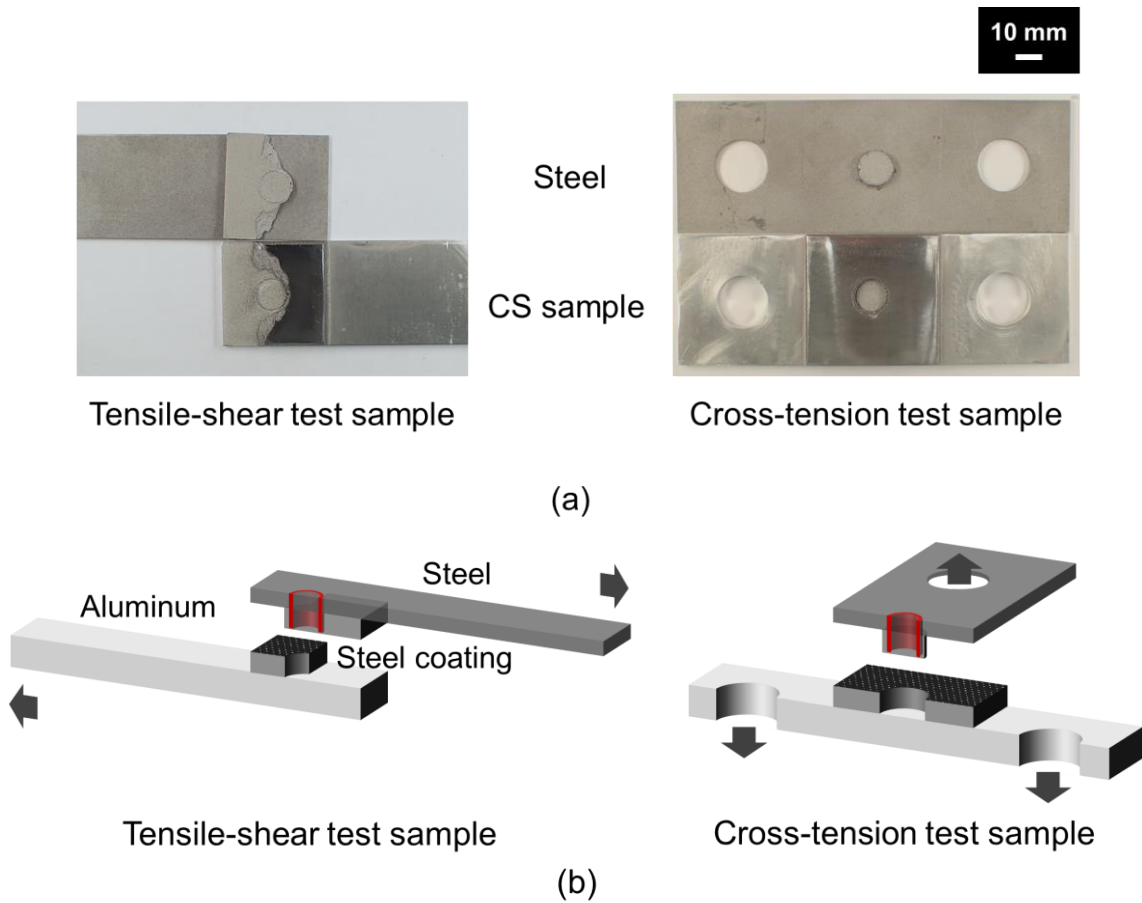 10 mm
Steel
CS sample
Tensile-shear test sample
Cross-tension test sample
(a)
Steel
Aluminum
Steel coating
Tensile-shear test sample
Cross-tension test sample
(b)